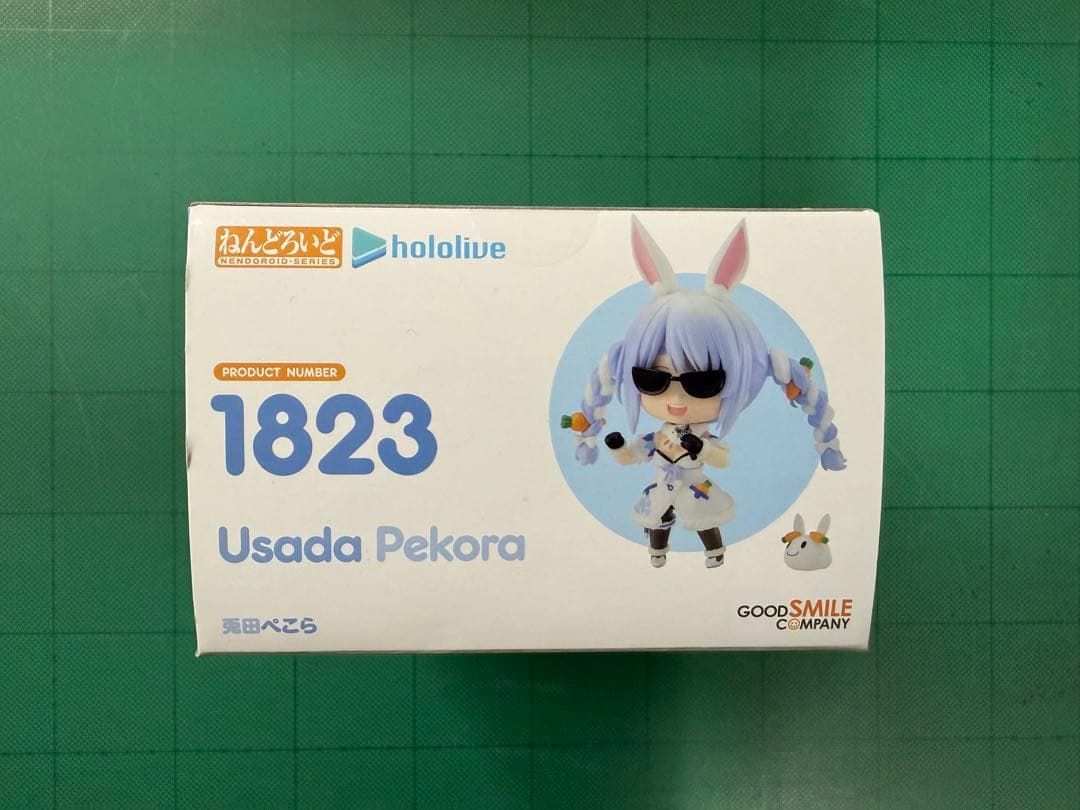 ねんどろいど
NENDOROID·SERIES
hololive
PRODUCT NUMBER
1823
Usada Pekora
兎田ぺこら
GOOD SMILE
COMPANY